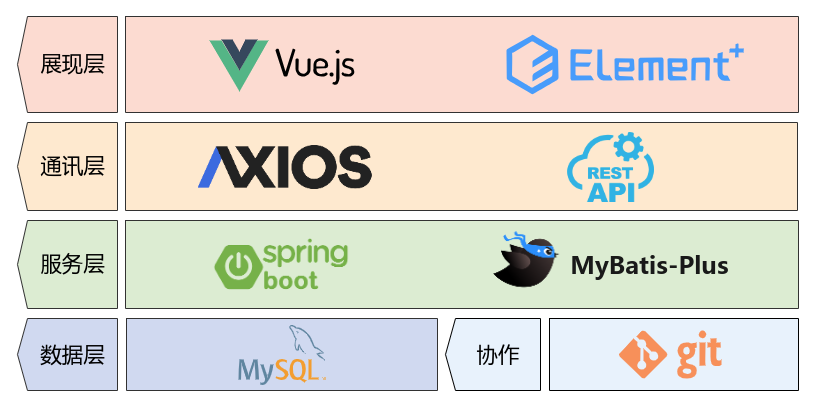 展现层
Vue.js
Element+
通讯层
AXIOS
REST
API
服务层
spring
boot
MyBatis-Plus
数据层
MySQL
协作
git